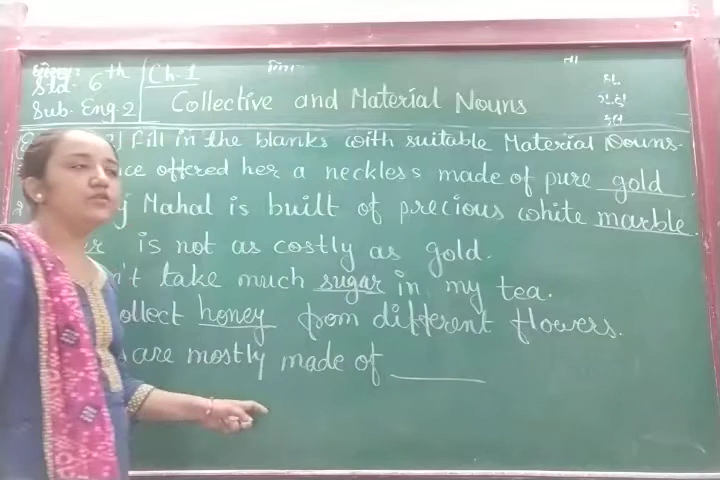 Std. 6th Ch.1
Sub. Eng.2 Collective and Material Nouns
Fill in the blanks with suitable Material Nouns.
offered her a neckless made of pure gold.
Mahal is built of precious white marble.
is not as costly as gold.
take much sugar in my tea.
honey from different flowers.
are mostly made of ______